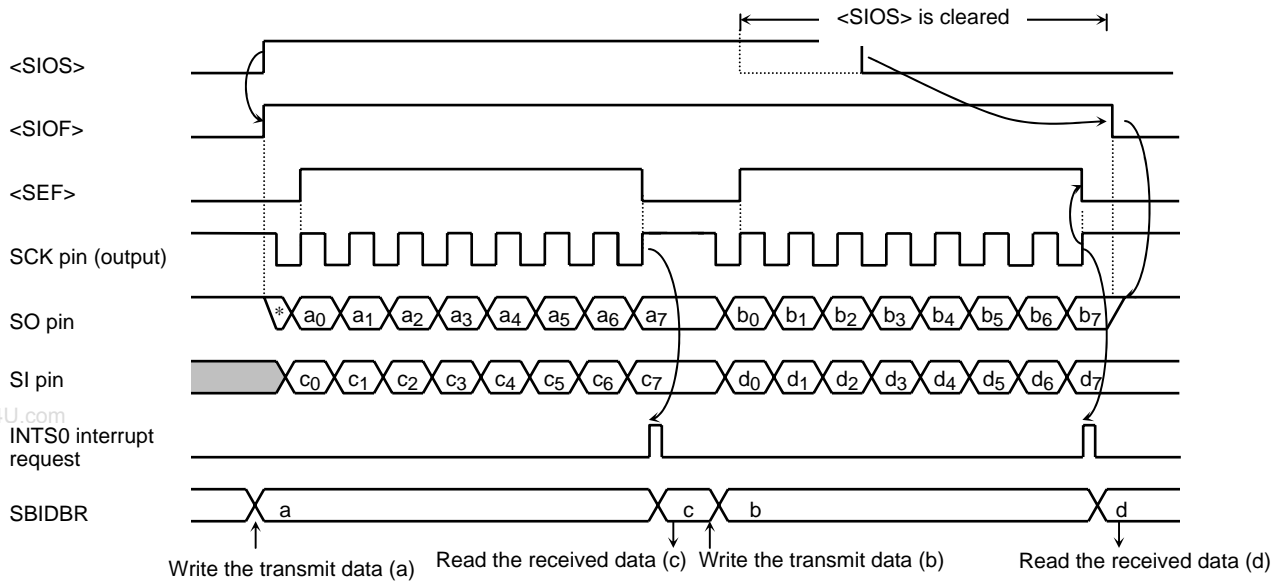 <SIOS> is cleared
<SIOS>
<SIOF>
<SEF>
SCK pin (output)
SO pin
* a0 a1 a2 a3 a4 a5 a6 a7 b0 b1 b2 b3 b4 b5 b6 b7
SI pin
c0 c1 c2 c3 c4 c5 c6 c7 d0 d1 d2 d3 d4 d5 d6 d7
4U.com
INTS0 interrupt
request
SBIDBR
a c b d
Write the transmit data (a) Read the received data (c) Write the transmit data (b) Read the received data (d)